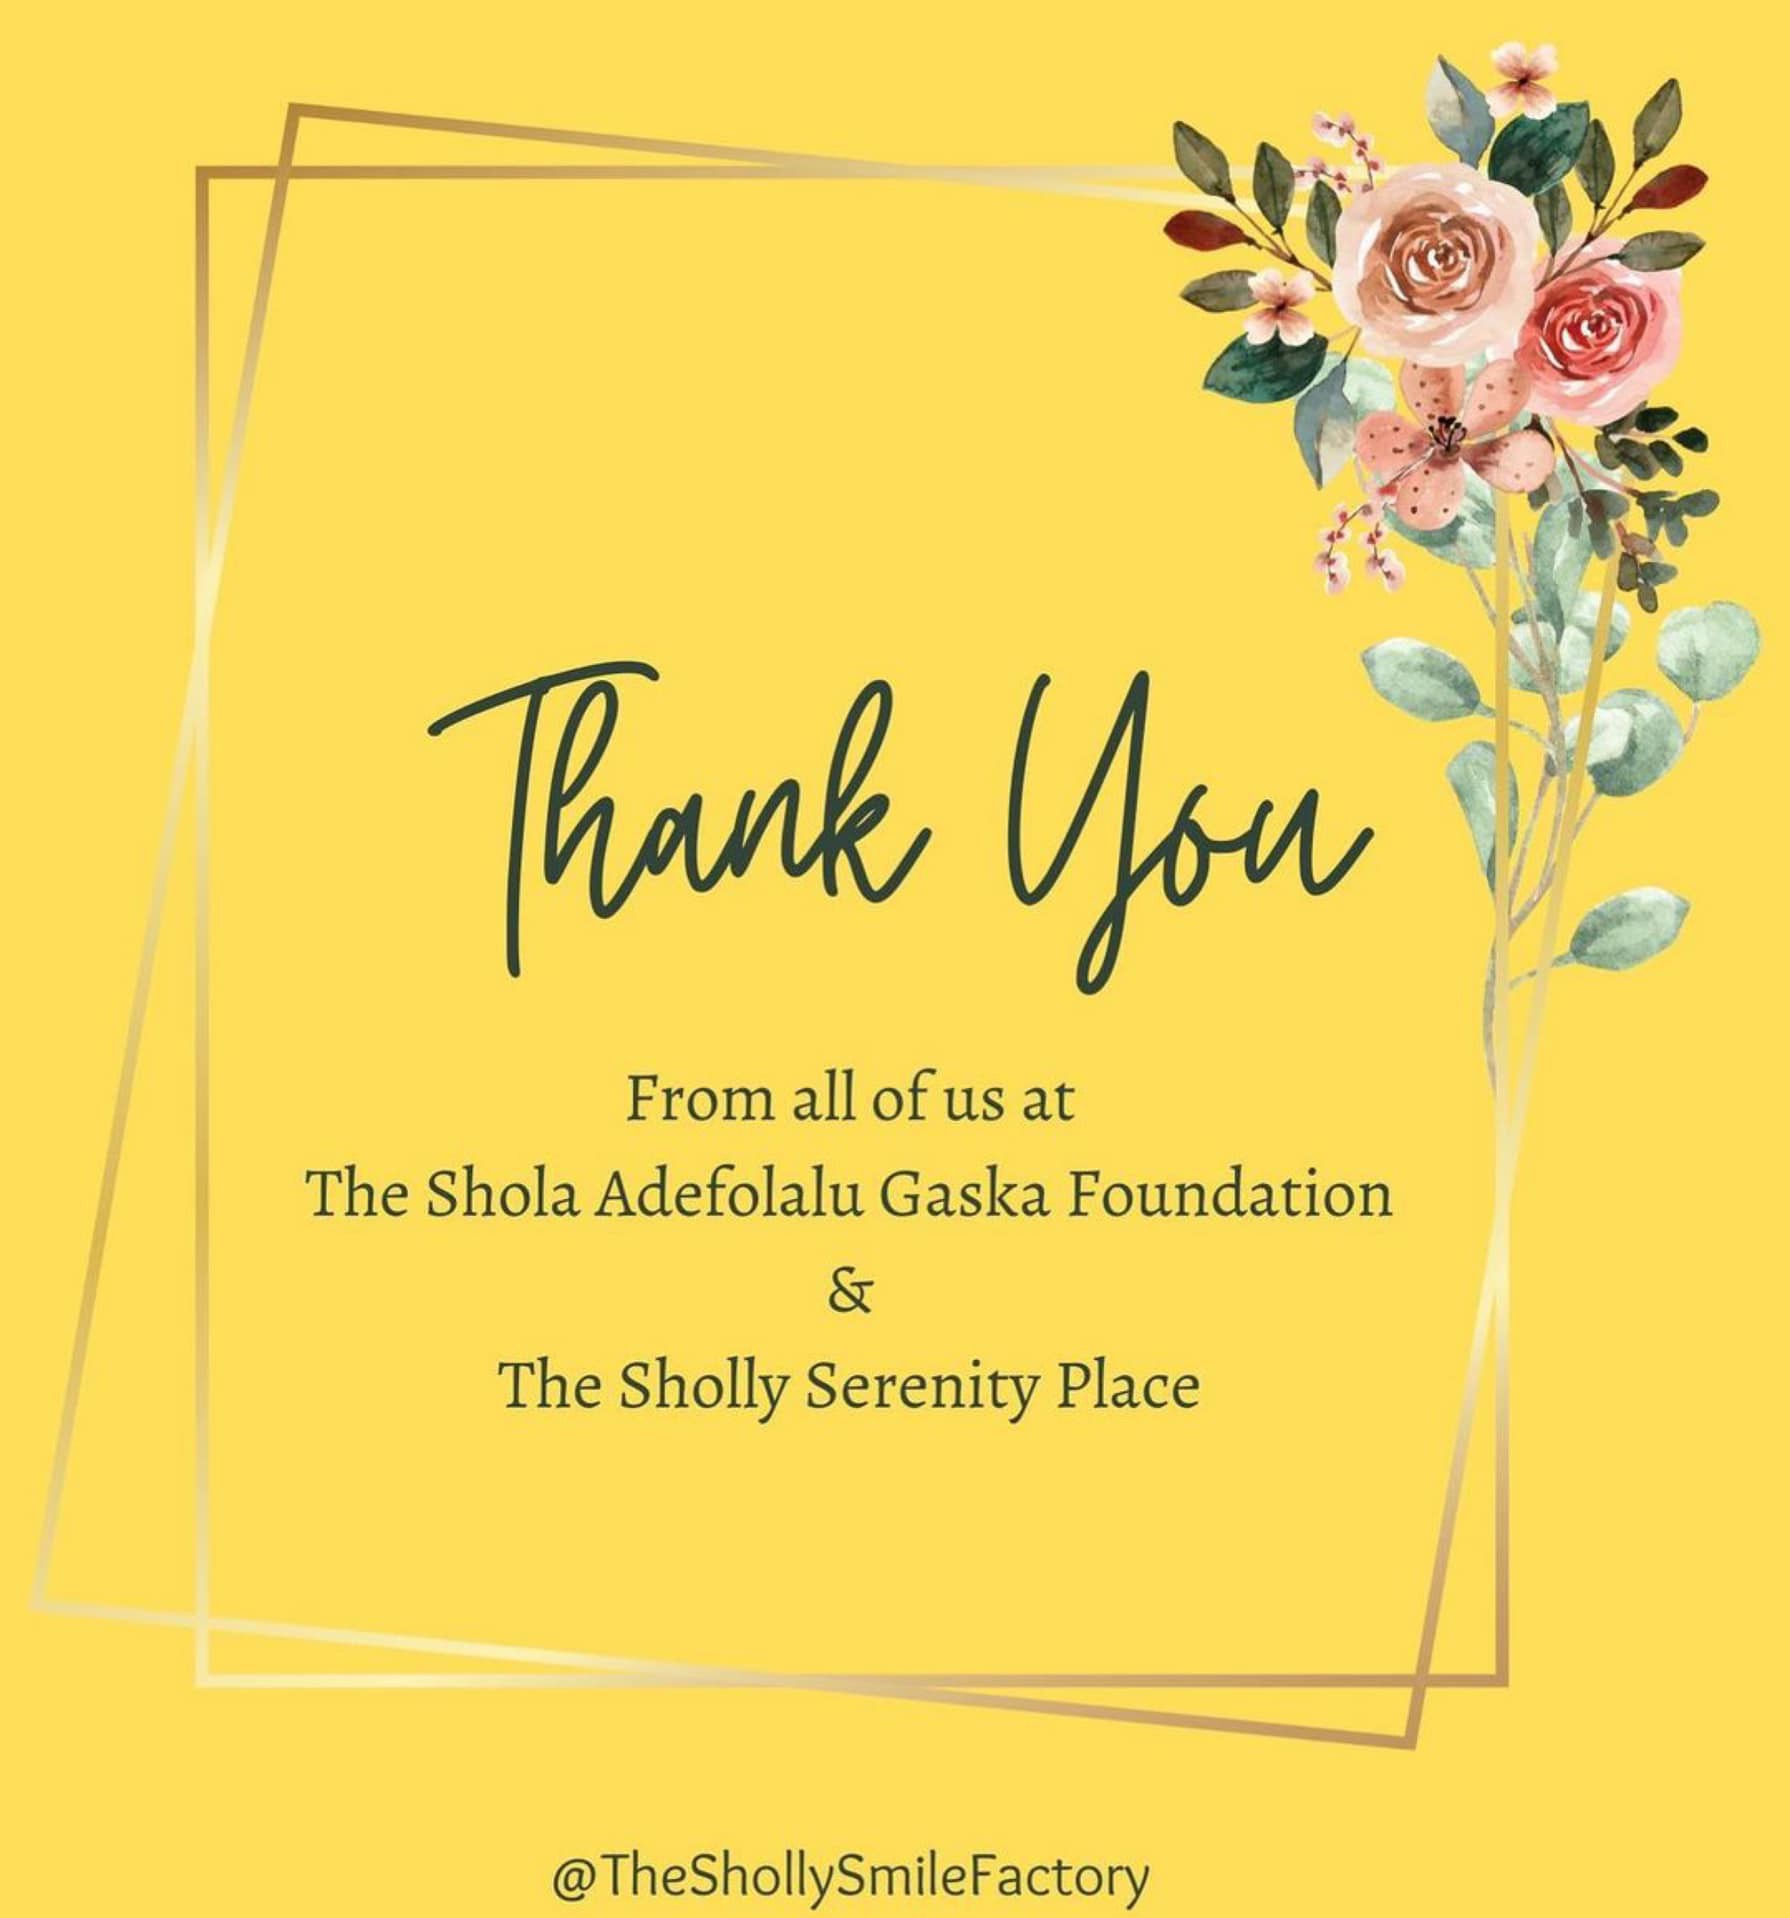 Thank You
From all of us at
The Shola Adefolalu Gaska Foundation
&
The Sholly Serenity Place
@TheShollySmileFactory